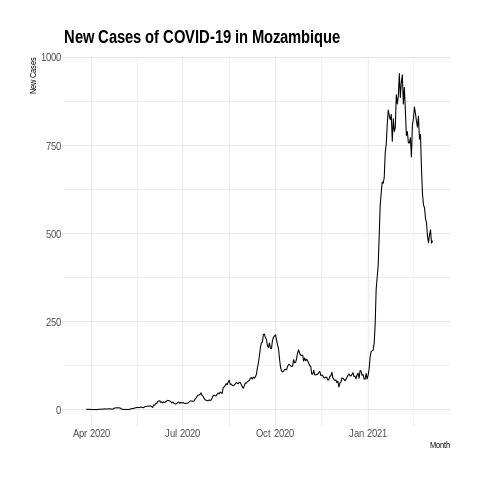 New Cases of COVID-19 in Mozambique
New Cases
1000
750
500
250
0
Apr 2020
Jul 2020
Oct 2020
Jan 2021
Month